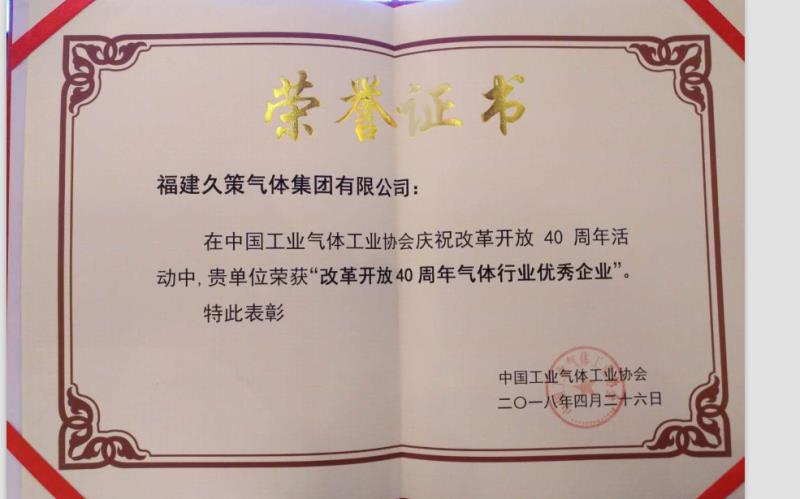 荣誉证书
福建久策气体集团有限公司：
在中国工业气体工业协会庆祝改革开放 40 周年活
动中, 贵单位荣获“改革开放40周年气体行业优秀企业”。
特此表彰
中国工业气体工业协会
二〇一八年四月二十六日